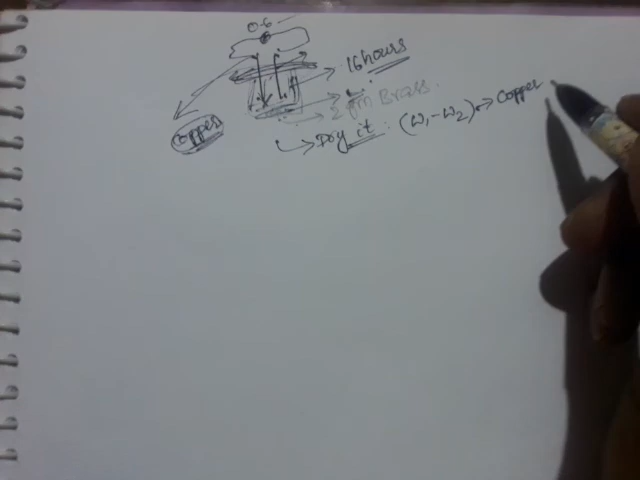 0.6
16 hours
2 gm Brass.
Copper
Dry it : (W₁-W₂) → Copper